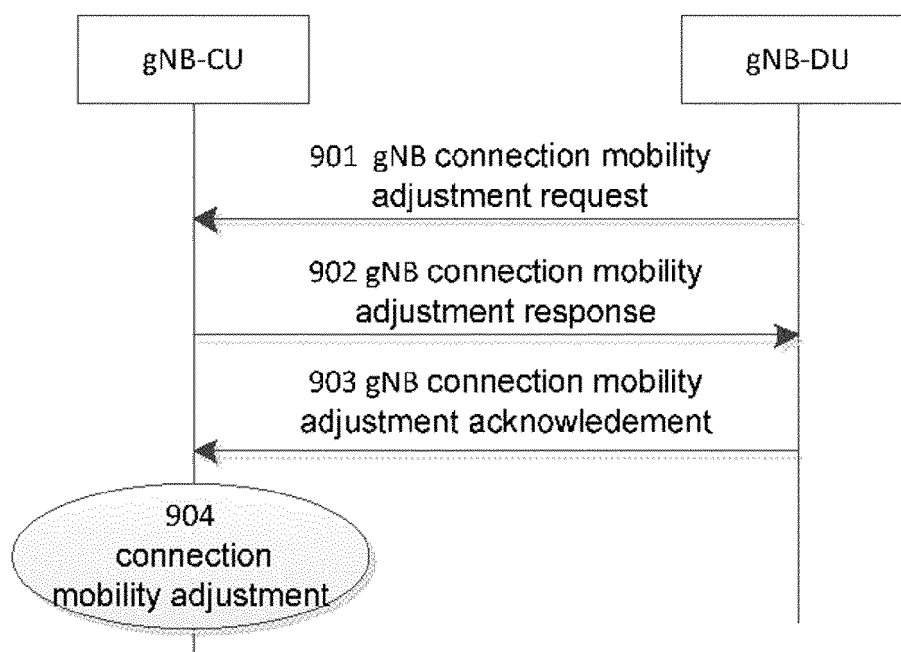 gNB-CU
gNB-DU
901 gNB connection mobility
adjustment request
902 gNB connection mobility
adjustment response
903 gNB connection mobility
adjustment acknowledement
904
connection
mobility adjustment